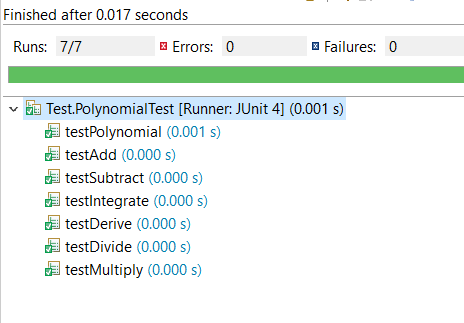 Finished after 0.017 seconds
Runs: 7/7 Errors: 0 Failures: 0
Test.PolynomialTest [Runner: JUnit 4] (0.001 s)
testPolynomial (0.001 s)
testAdd (0.000 s)
testSubtract (0.000 s)
testIntegrate (0.000 s)
testDerive (0.000 s)
testDivide (0.000 s)
testMultiply (0.000 s)